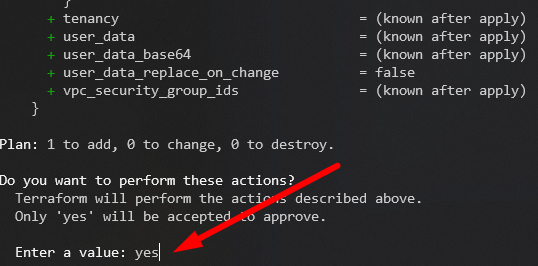 }
+ tenancy = (known after apply)
+ user_data = (known after apply)
+ user_data_base64 = (known after apply)
+ user_data_replace_on_change = false
+ vpc_security_group_ids = (known after apply)
}
Plan: 1 to add, 0 to change, 0 to destroy.
Do you want to perform these actions?
Terraform will perform the actions described above.
Only 'yes' will be accepted to approve.
Enter a value: yes